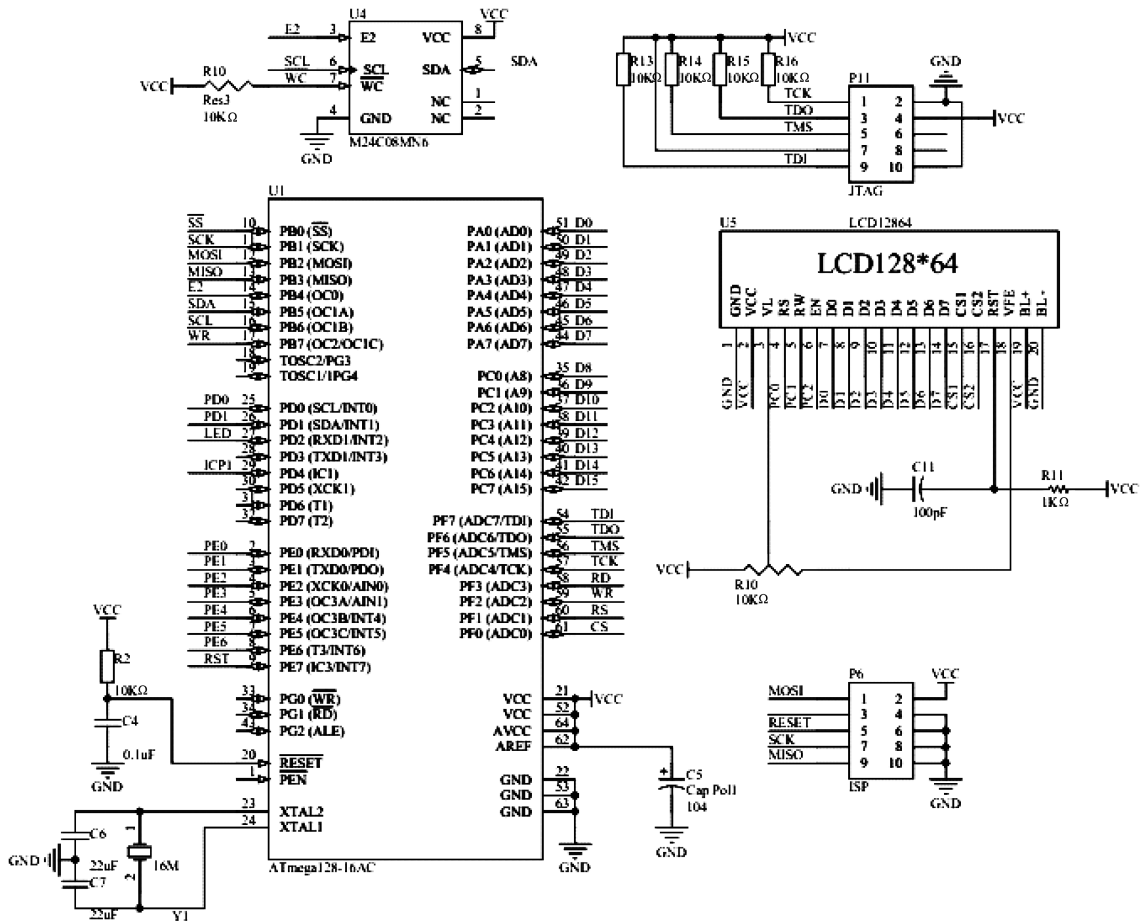 U4
E2 3 E2 VCC 8 VCC
SCL 6 SCL SDA 5 SDA
VCC R10 WC 7 WC
Res3
10KΩ
NC 1
4 GND NC 2
GND
M24C08MN6
VCC
R13 R14 R15 R16
10KΩ 10KΩ 10KΩ 10KΩ
P11
GND
TCK 1 2
TDO 3 4 VCC
TMS 5 6
7 8
TDI 9 10
JTAG
U1
SS 10 PB0 (SS) PA0 (AD0) 51 D0
SCK PB1 (SCK) PA1 (AD1) 50 D1
MOSI 12 PB2 (MOSI) PA2 (AD2) 49 D2
MISO 13 PB3 (MISO) PA3 (AD3) 48 D3
E2 14 PB4 (OC0) PA4 (AD4) 47 D4
SDA 15 PB5 (OC1A) PA5 (AD5) 46 D5
SCL 16 PB6 (OC1B) PA6 (AD6) 45 D6
WR 17 PB7 (OC2/OC1C) PA7 (AD7) 44 D7
18 TOSC2/PG3
19 TOSC1/1PG4 PC0 (A8) 35 D8
PC1 (A9) 36 D9
PD0 25 PD0 (SCL/INT0) PC2 (A10) 37 D10
PD1 26 PD1 (SDA/INT1) PC3 (A11) 38 D11
LED 27 PD2 (RXD1/INT2) PC4 (A12) 39 D12
28 PD3 (TXD1/INT3) PC5 (A13) 40 D13
ICP1 29 PD4 (IC1) PC6 (A14) 41 D14
30 PD5 (XCK1) PC7 (A15) 42 D15
PD6 (T1)
32 PD7 (T2) PF7 (ADC7/TDI) 54 TDI
PF6 (ADC6/TDO) 55 TDO
PE0 2 PE0 (RXD0/PDI) PF5 (ADC5/TMS) 56 TMS
PE1 PE1 (TXD0/PDO) PF4 (ADC4/TCK) 57 TCK
PE2 PE2 (XCK0/AIN0) PF3 (ADC3) 58 RD
PE3 PE3 (OC3A/AIN1) PF2 (ADC2) 59 WR
PE4 PE4 (OC3B/INT4) PF1 (ADC1) 60 RS
PE5 PE5 (OC3C/INT5) PF0 (ADC0) 61 CS
PE6 8 PE6 (T3/INT6)
RST 9 PE7 (IC3/INT7)
33 PG0 (WR) VCC 21 VCC
34 PG1 (RD) VCC 52
43 PG2 (ALE) AVCC 64
AREF 62
20 RESET GND 22
1 PEN GND 53
23 XTAL2 GND 63
24 XTAL1
GND
ATmega128-16AC
VCC
R2
10KΩ
C4
0.1uF
GND
C6
1
GND
22uF 16M
C7 2
22uF Y1
C5
Cap Pol1
104
GND
U5 LCD12864
LCD128*64
GND VCC VL RS RW EN D0 D1 D2 D3 D4 D5 D6 D7 CS1 CS2 RST VFE BL+ BL-
1 2 3 4 5 6 7 8 9 10 11 12 13 14 15 16 17 18 19 20
GND VCC PC0 PC1 PC2 D0 D1 D2 D3 D4 D5 D6 D7 CS1 CS2 VCC GND
GND C11 R11 VCC
100pF 1KΩ
VCC R10
10KΩ
P6 VCC
MOSI 1 2
3 4
RESET 5 6
SCK 7 8
MISO 9 10
ISP GND